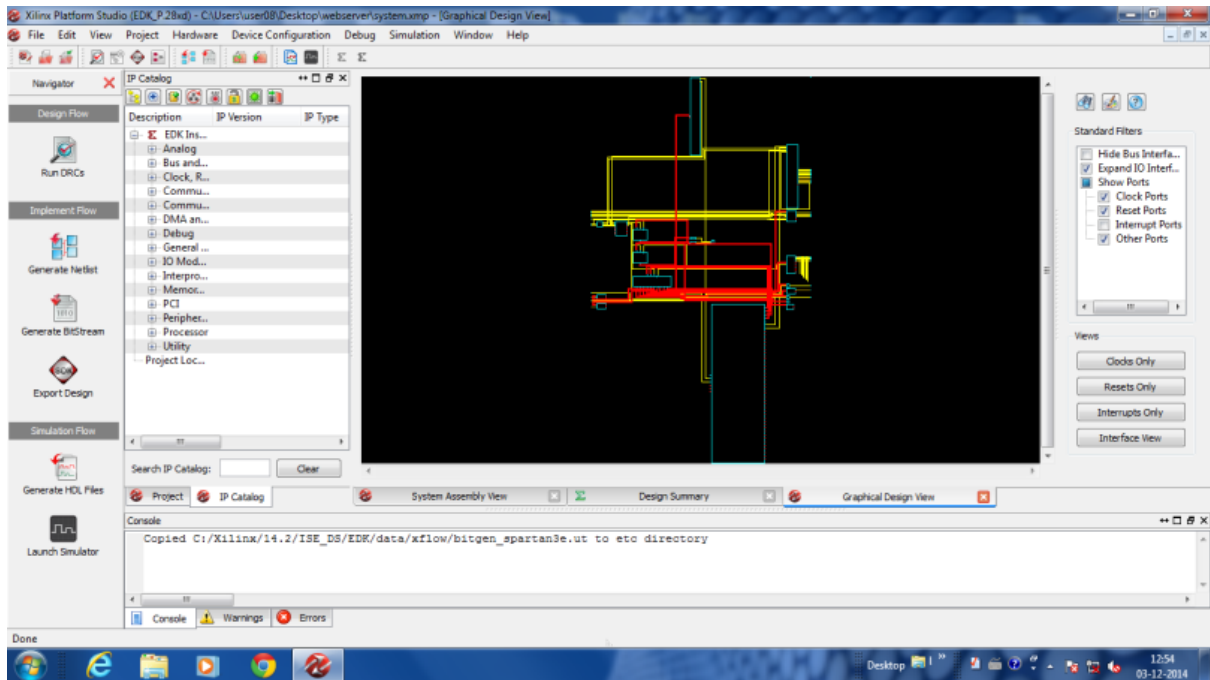 Xilinx Platform Studio (EDK_P.28xd) - C:\Users\user08\Desktop\webserver\system.xmp - [Graphical Design View]
File Edit View Project Hardware Device Configuration Debug Simulation Window Help
Navigator
Design Flow
Run DRCs
Implement Flow
Generate Netlist
1010
Generate BitStream
Export Design
Simulation Flow
Generate HDL Files
Launch Simulator
IP Catalog
Description IP Version IP Type
EDK Ins...
Analog
Bus and...
Clock, R...
Commu...
Commu...
DMA an...
Debug
General ...
IO Mod...
Interpro...
Memor...
PCI
Peripher...
Processor
Utility
Project Loc...
Search IP Catalog: Clear
Project IP Catalog
System Assembly View Design Summary Graphical Design View
Standard Filters
Hide Bus Interfa...
Expand IO Interf...
Show Ports
Clock Ports
Reset Ports
Interrupt Ports
Other Ports
Views
Clocks Only
Resets Only
Interrupts Only
Interface View
Console
Copied C:/Xilinx/14.2/ISE_DS/EDK/data/xflow/bitgen_spartan3e.ut to etc directory
Console Warnings Errors
Done
Desktop
12:54
03-12-2014